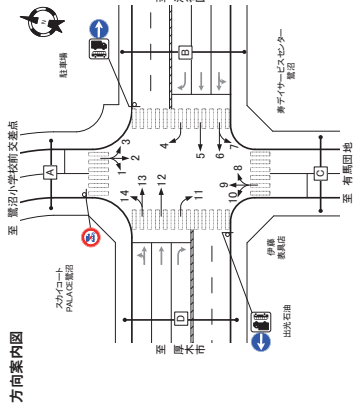 方向案内図
至 鷺沼小学校前 交差点
N
駐車場
スカイコート
PALACE鷺沼
A
B
1
2
3
4
5
6
7
8
9
10
11
12
13
14
寿デイサービスセンター
鷺沼
D
至 厚木市
C
伊藤
表具店
出光石油
至 有馬団地